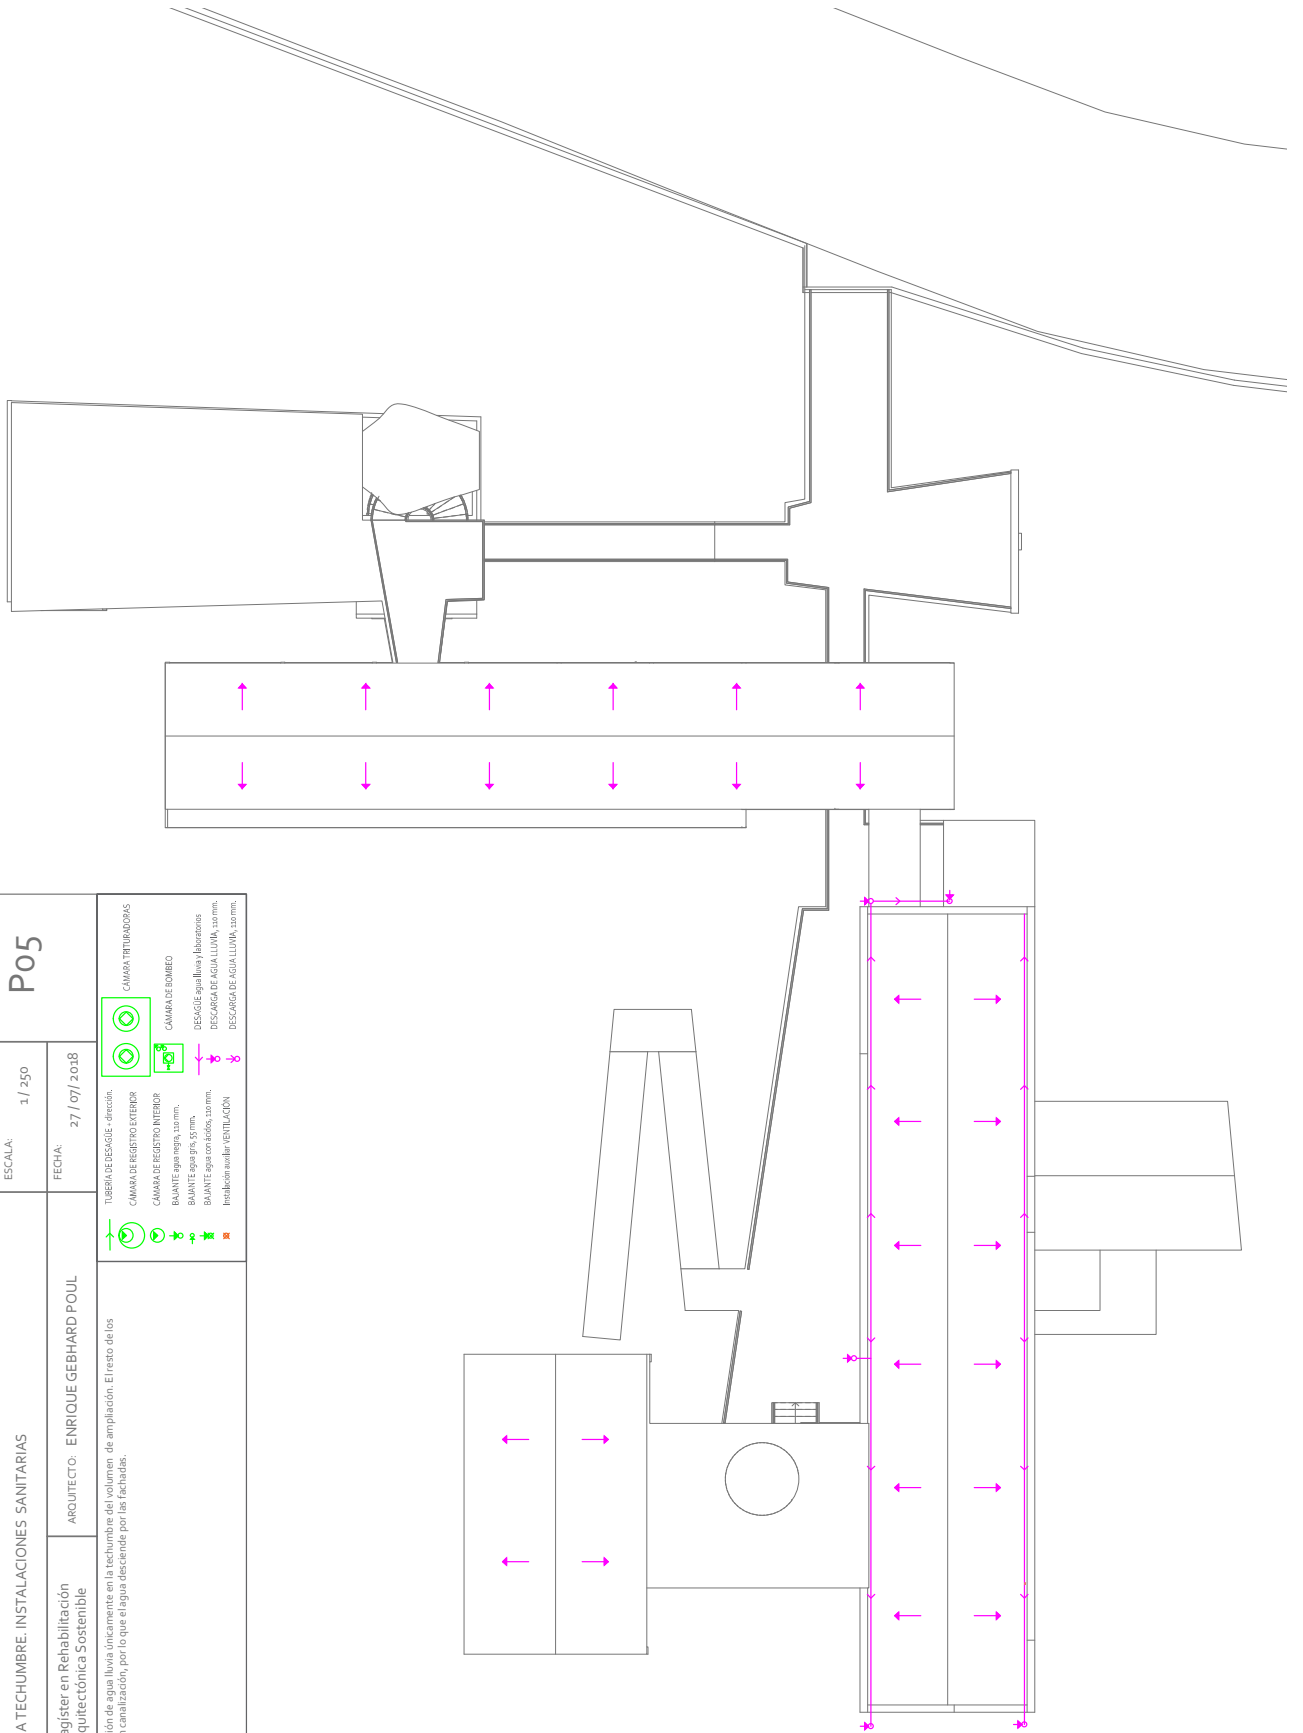 A TECHUMBRE. INSTALACIONES SANITARIAS
ESCALA:
1/ 250
P05
quitectónica Sostenible
ARQUITECTO: ENRIQUE GEBHARD POUL
FECHA:
27 / 07/ 2018
de agua lluvia únicamente en la techumbre del volumen de ampliación. El resto de los
canalización, por lo que el agua desciende por las fachadas.
en Rehabilitación
TUBERÍA DE DESAGÜE + dirección.
CÁMARA DE REGISTRO EXTERIOR
CÁMARA DE REGISTRO INTERIOR
BAJANTE agua negra, 110 mm.
BAJANTE agua gris, 55 mm.
BAJANTE agua con ácidos, 110 mm.
Instalación auxiliar VENTILACIÓN
CÁMARA TRITURADORAS
CÁMARA DE BOMBEO
DESAGÜE agua lluvia y laboratorios
DESCARGA DE AGUA LLUVIA, 110 mm.
DESCARGA DE AGUA LLUVIA, 110 mm.